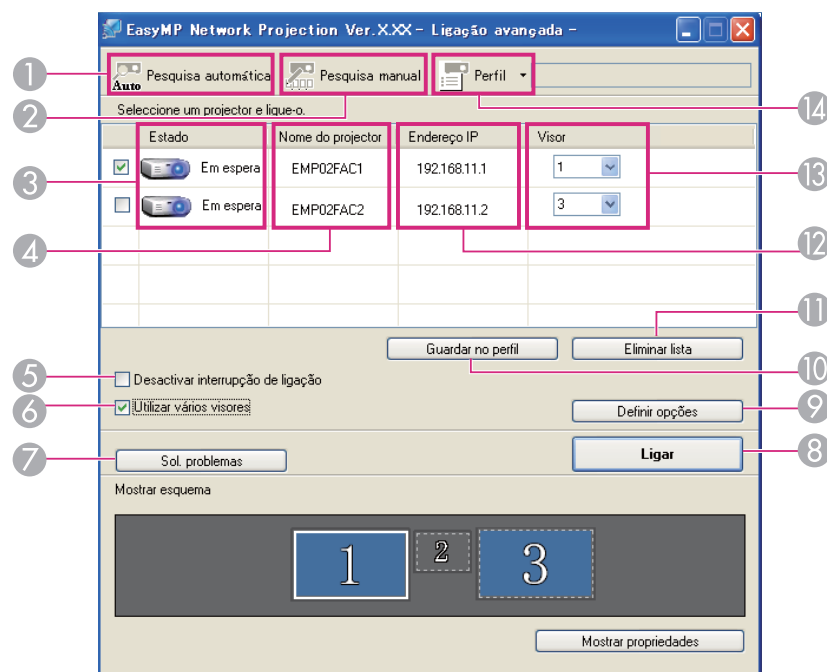 EasyMP Network Projection Ver.X.XX - Ligação avançada -
1 Auto Pesquisa automática Pesquisa manual Perfil
2 14
Seleccione um projector e ligue-o.
Estado Nome do projector Endereço IP Visor
3 Em espera EMP02FAC1 192.168.11.1 1 13
Em espera EMP02FAC2 192.168.11.2 3
4 12
11
Guardar no perfil Eliminar lista
5 Desactivar interrupção de ligação 10
6 Utilizar vários visores Definir opções 9
7 Sol. problemas Ligar 8
Mostrar esquema
1 2 3
Mostrar propriedades